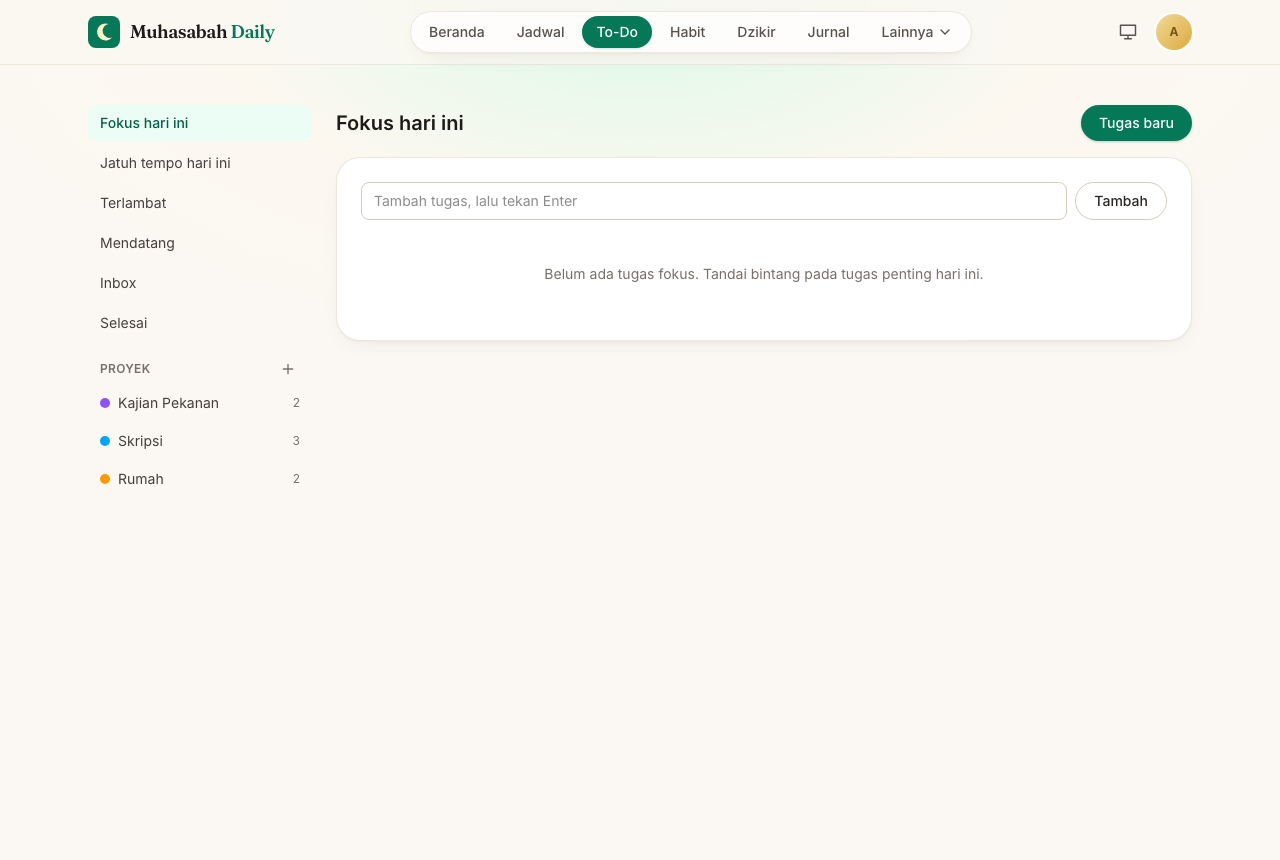 Muhasabah Daily
Beranda
Jadwal
To-Do
Habit
Dzikir
Jurnal
Lainnya
A
Fokus hari ini
Jatuh tempo hari ini
Terlambat
Mendatang
Inbox
Selesai
PROYEK
Kajian Pekanan 2
Skripsi 3
Rumah 2
Fokus hari ini
Tugas baru
Tambah tugas, lalu tekan Enter
Tambah
Belum ada tugas fokus. Tandai bintang pada tugas penting hari ini.